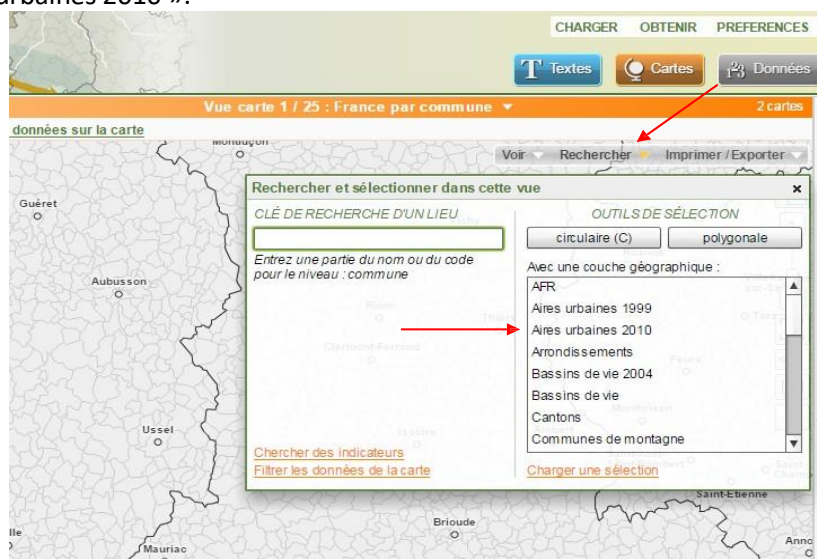 urbaines 2010 ».
CHARGER OBTENIR PREFERENCES
T Textes Cartes 123 Données
Vue carte 1 / 25 : France par commune 2 cartes
données sur la carte
Montluçon
Voir Rechercher Imprimer / Exporter
Guéret
Aubusson
Ussel
Mauriac
Rechercher et sélectionner dans cette vue x
CLÉ DE RECHERCHE D'UN LIEU
Entrez une partie du nom ou du code
pour le niveau : commune
Riom
Clermont-Ferrand
Issoire
Chercher des indicateurs
Filtrer les données de la carte
OUTILS DE SÉLECTION
circulaire (C) polygonale
Avec une couche géographique :
AFR
Aires urbaines 1999
Aires urbaines 2010
Arrondissements
Bassins de vie 2004
Bassins de vie
Cantons
Communes de montagne
Charger une sélection
Saint-Etienne
Brioude